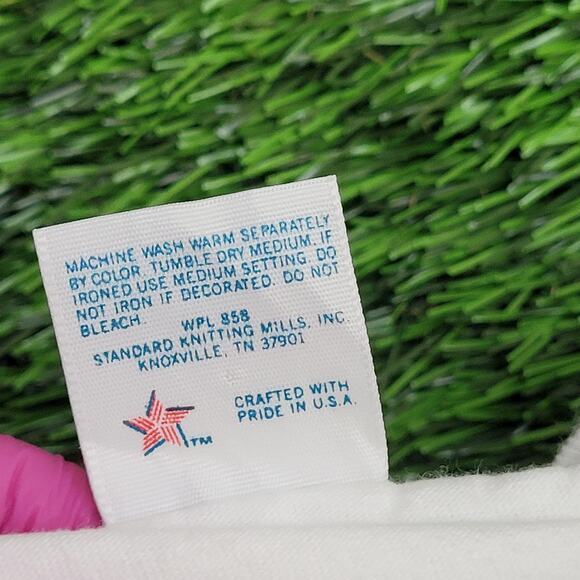 MACHINE WASH WARM SEPARATELY
BY COLOR. TUMBLE DRY MEDIUM. IF
IRONED USE MEDIUM SETTING. DO
NOT IRON IF DECORATED. DO NOT
BLEACH. WPL 858
STANDARD KNITTING MILLS, INC.
KNOXVILLE, TN 37901
TM
CRAFTED WITH
PRIDE IN U.S.A.